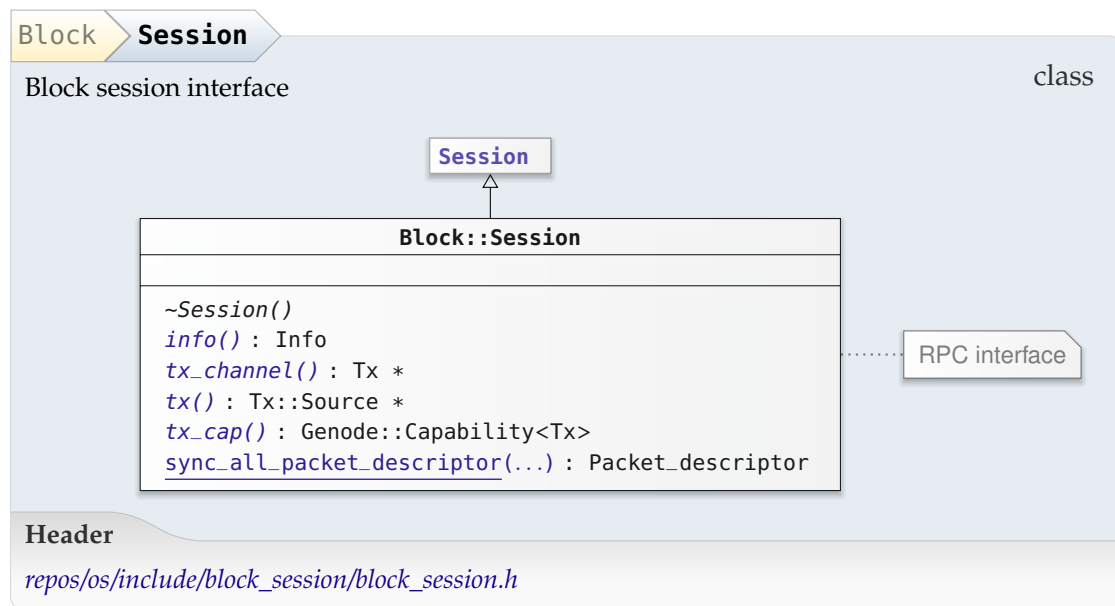 Block Session
Block session interface
class
Session
Block::Session
~Session()
info() : Info
tx_channel() : Tx *
tx() : Tx::Source *
tx_cap() : Genode::Capability<Tx>
sync_all_packet_descriptor(...) : Packet_descriptor
RPC interface
Header
repos/os/include/block_session/block_session.h